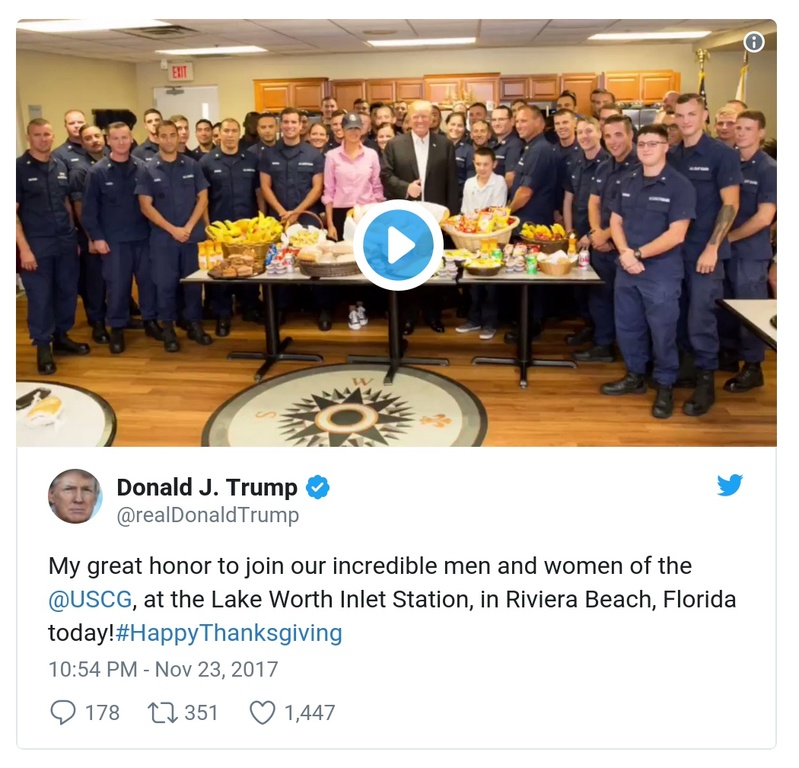 EXIT
W
S
Donald J. Trump
@realDonaldTrump
My great honor to join our incredible men and women of the
@USCG, at the Lake Worth Inlet Station, in Riviera Beach, Florida
today!#HappyThanksgiving
10:54 PM - Nov 23, 2017
178 351 1,447